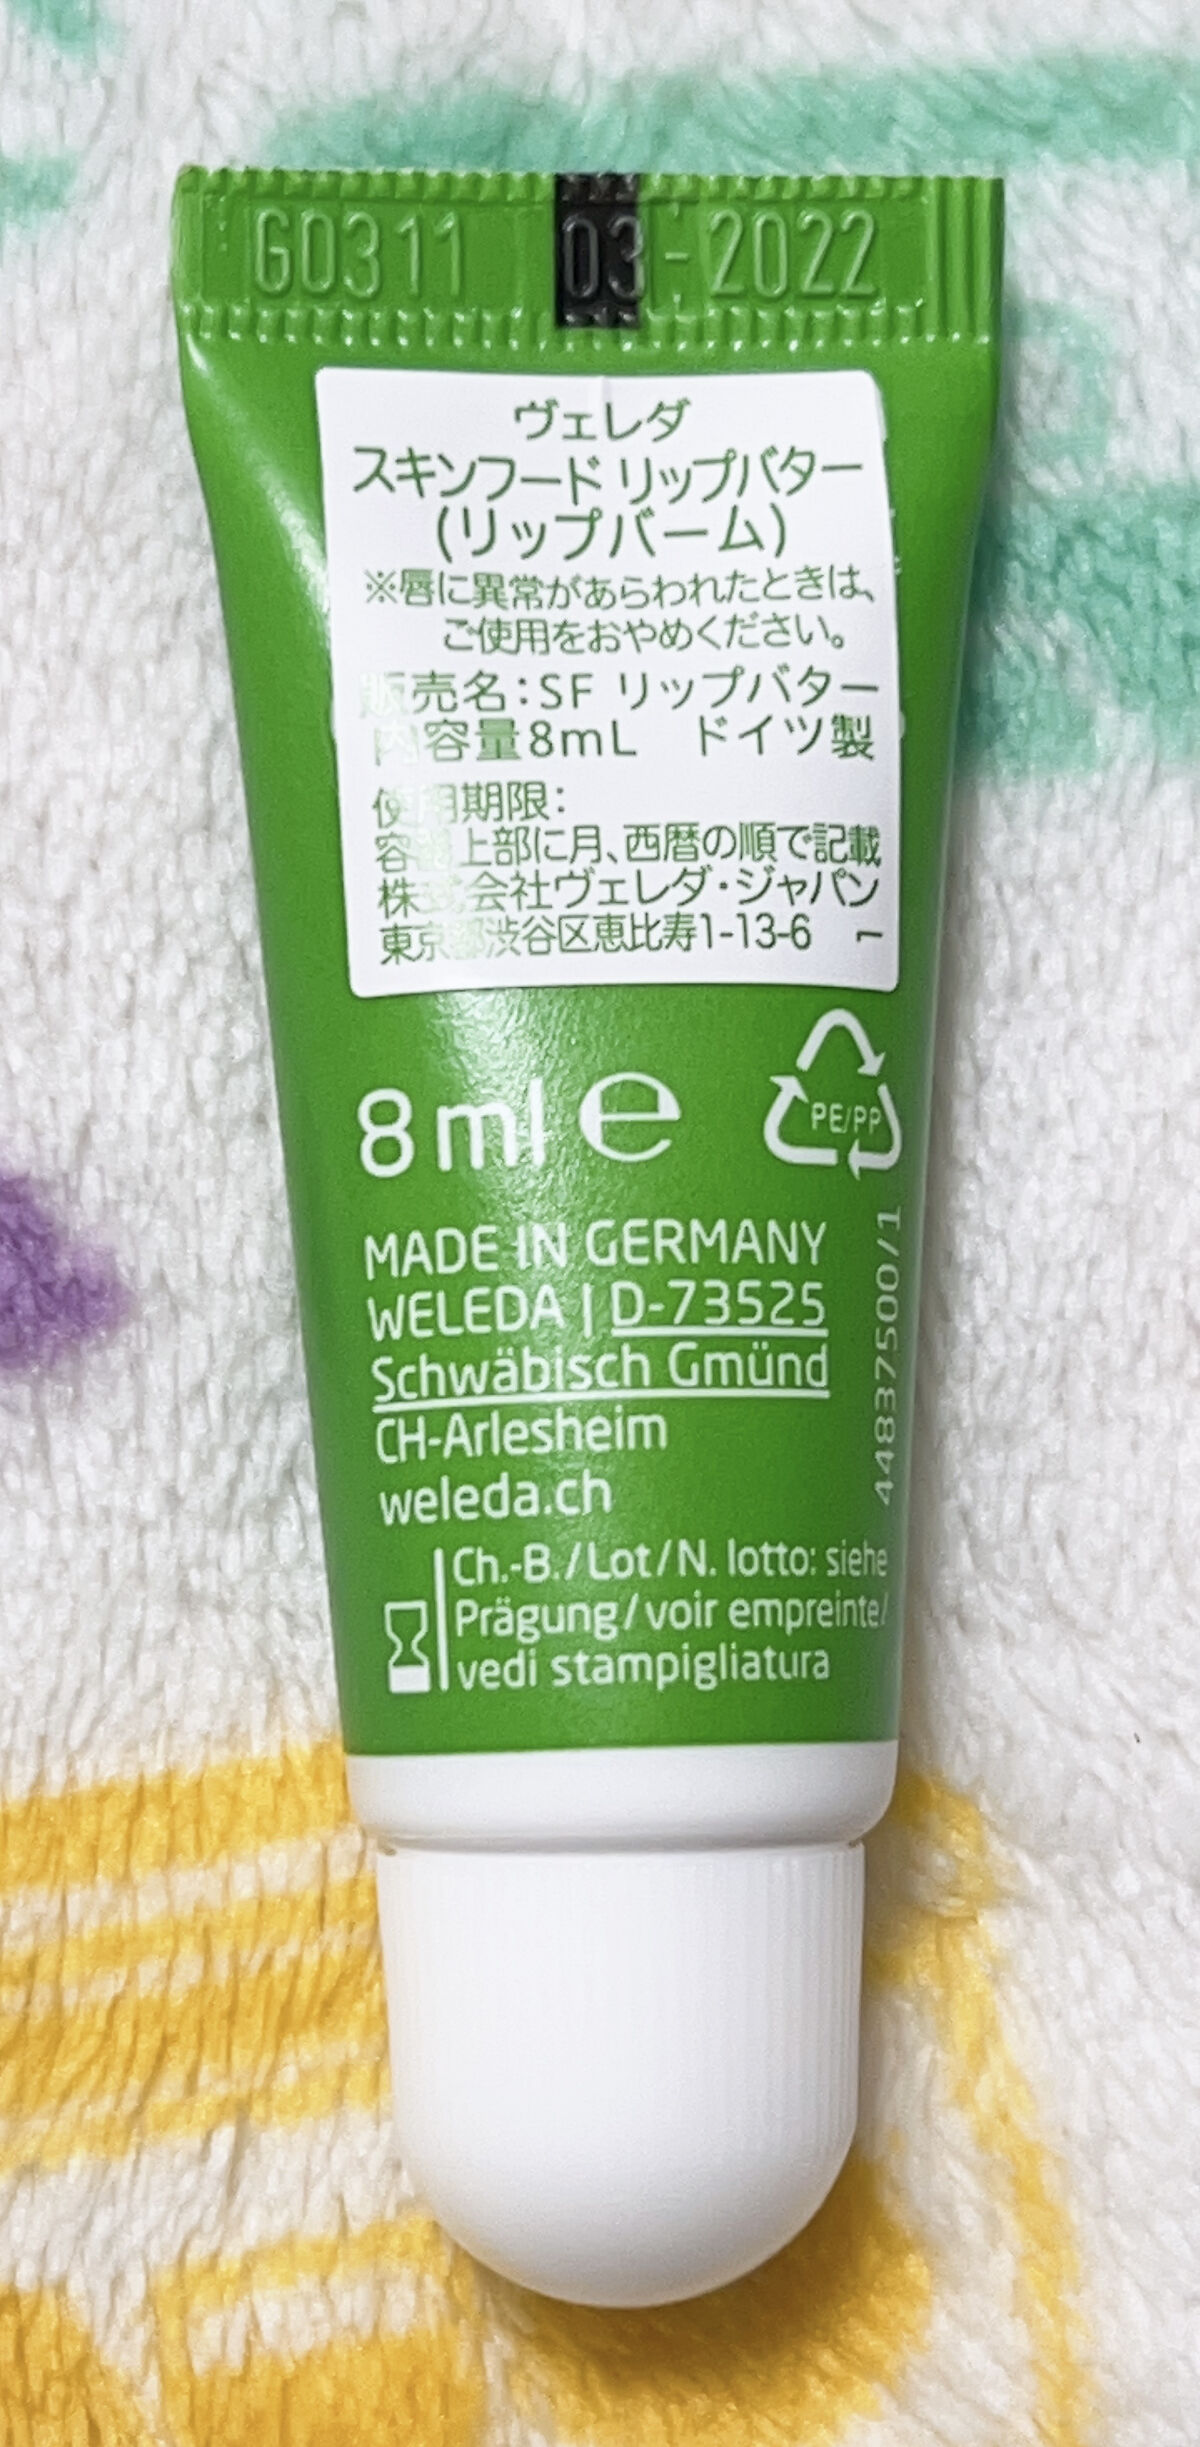 G0311 03-2022
ヴェレダ
スキンフード リップバター
(リップバーム)
※唇に異常があらわれたときは、
ご使用をおやめください。
販売名:SF リップバター
内容量8mL ドイツ製
使用期限:
容器上部に月、西暦の順で記載
株式会社ヴェレダ・ジャパン
東京都渋谷区恵比寿1-13-6 1
8 ml e
PE/PP
MADE IN GERMANY
WELEDA | D-73525
Schwäbisch Gmünd
CH-Arlesheim
weleda.ch
44837500/1
Ch.-B./Lot/N. lotto: siehe
Prägung/voir empreinte/
vedi stampigliatura